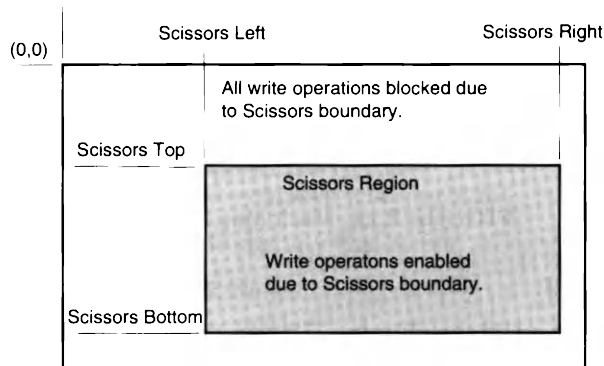 Scissors Left
Scissors Right
(0,0)
All write operations blocked due
to Scissors boundary.
Scissors Top
Scissors Region
Write operatons enabled
due to Scissors boundary.
Scissors Bottom